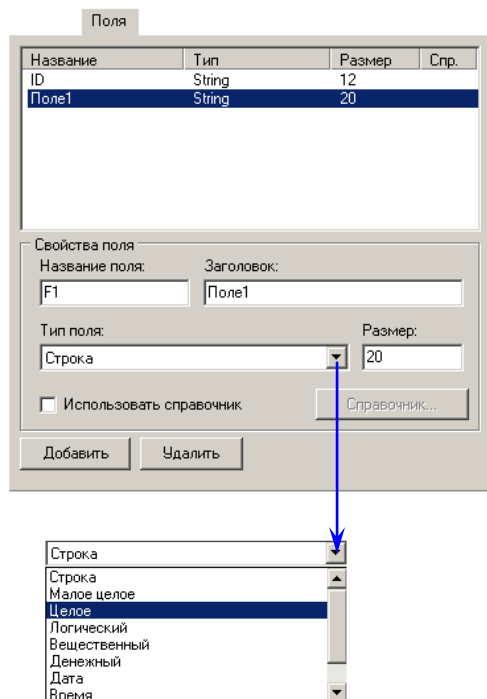 Поля
Название Тип Размер Спр.
ID String 12
Поле1 String 20
Свойства поля
Название поля: Заголовок:
F1 Поле1
Тип поля: Размер:
Строка 20
Использовать справочник Справочник...
Добавить Удалить
Строка
Строка
Малое целое
Целое
Логический
Вещественный
Денежный
Дата
Время